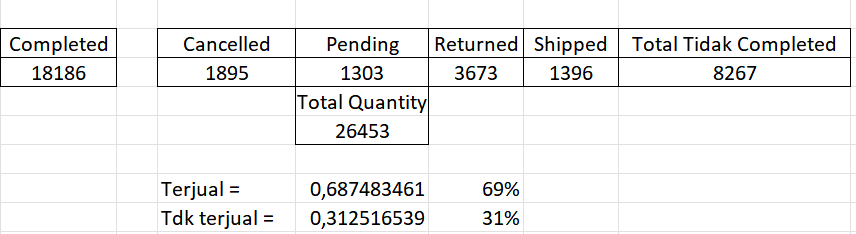 Completed Cancelled Pending Returned Shipped Total Tidak Completed
18186 1895 1303 3673 1396 8267
Total Quantity
26453
Terjual = 0,687483461 69%
Tdk terjual = 0,312516539 31%